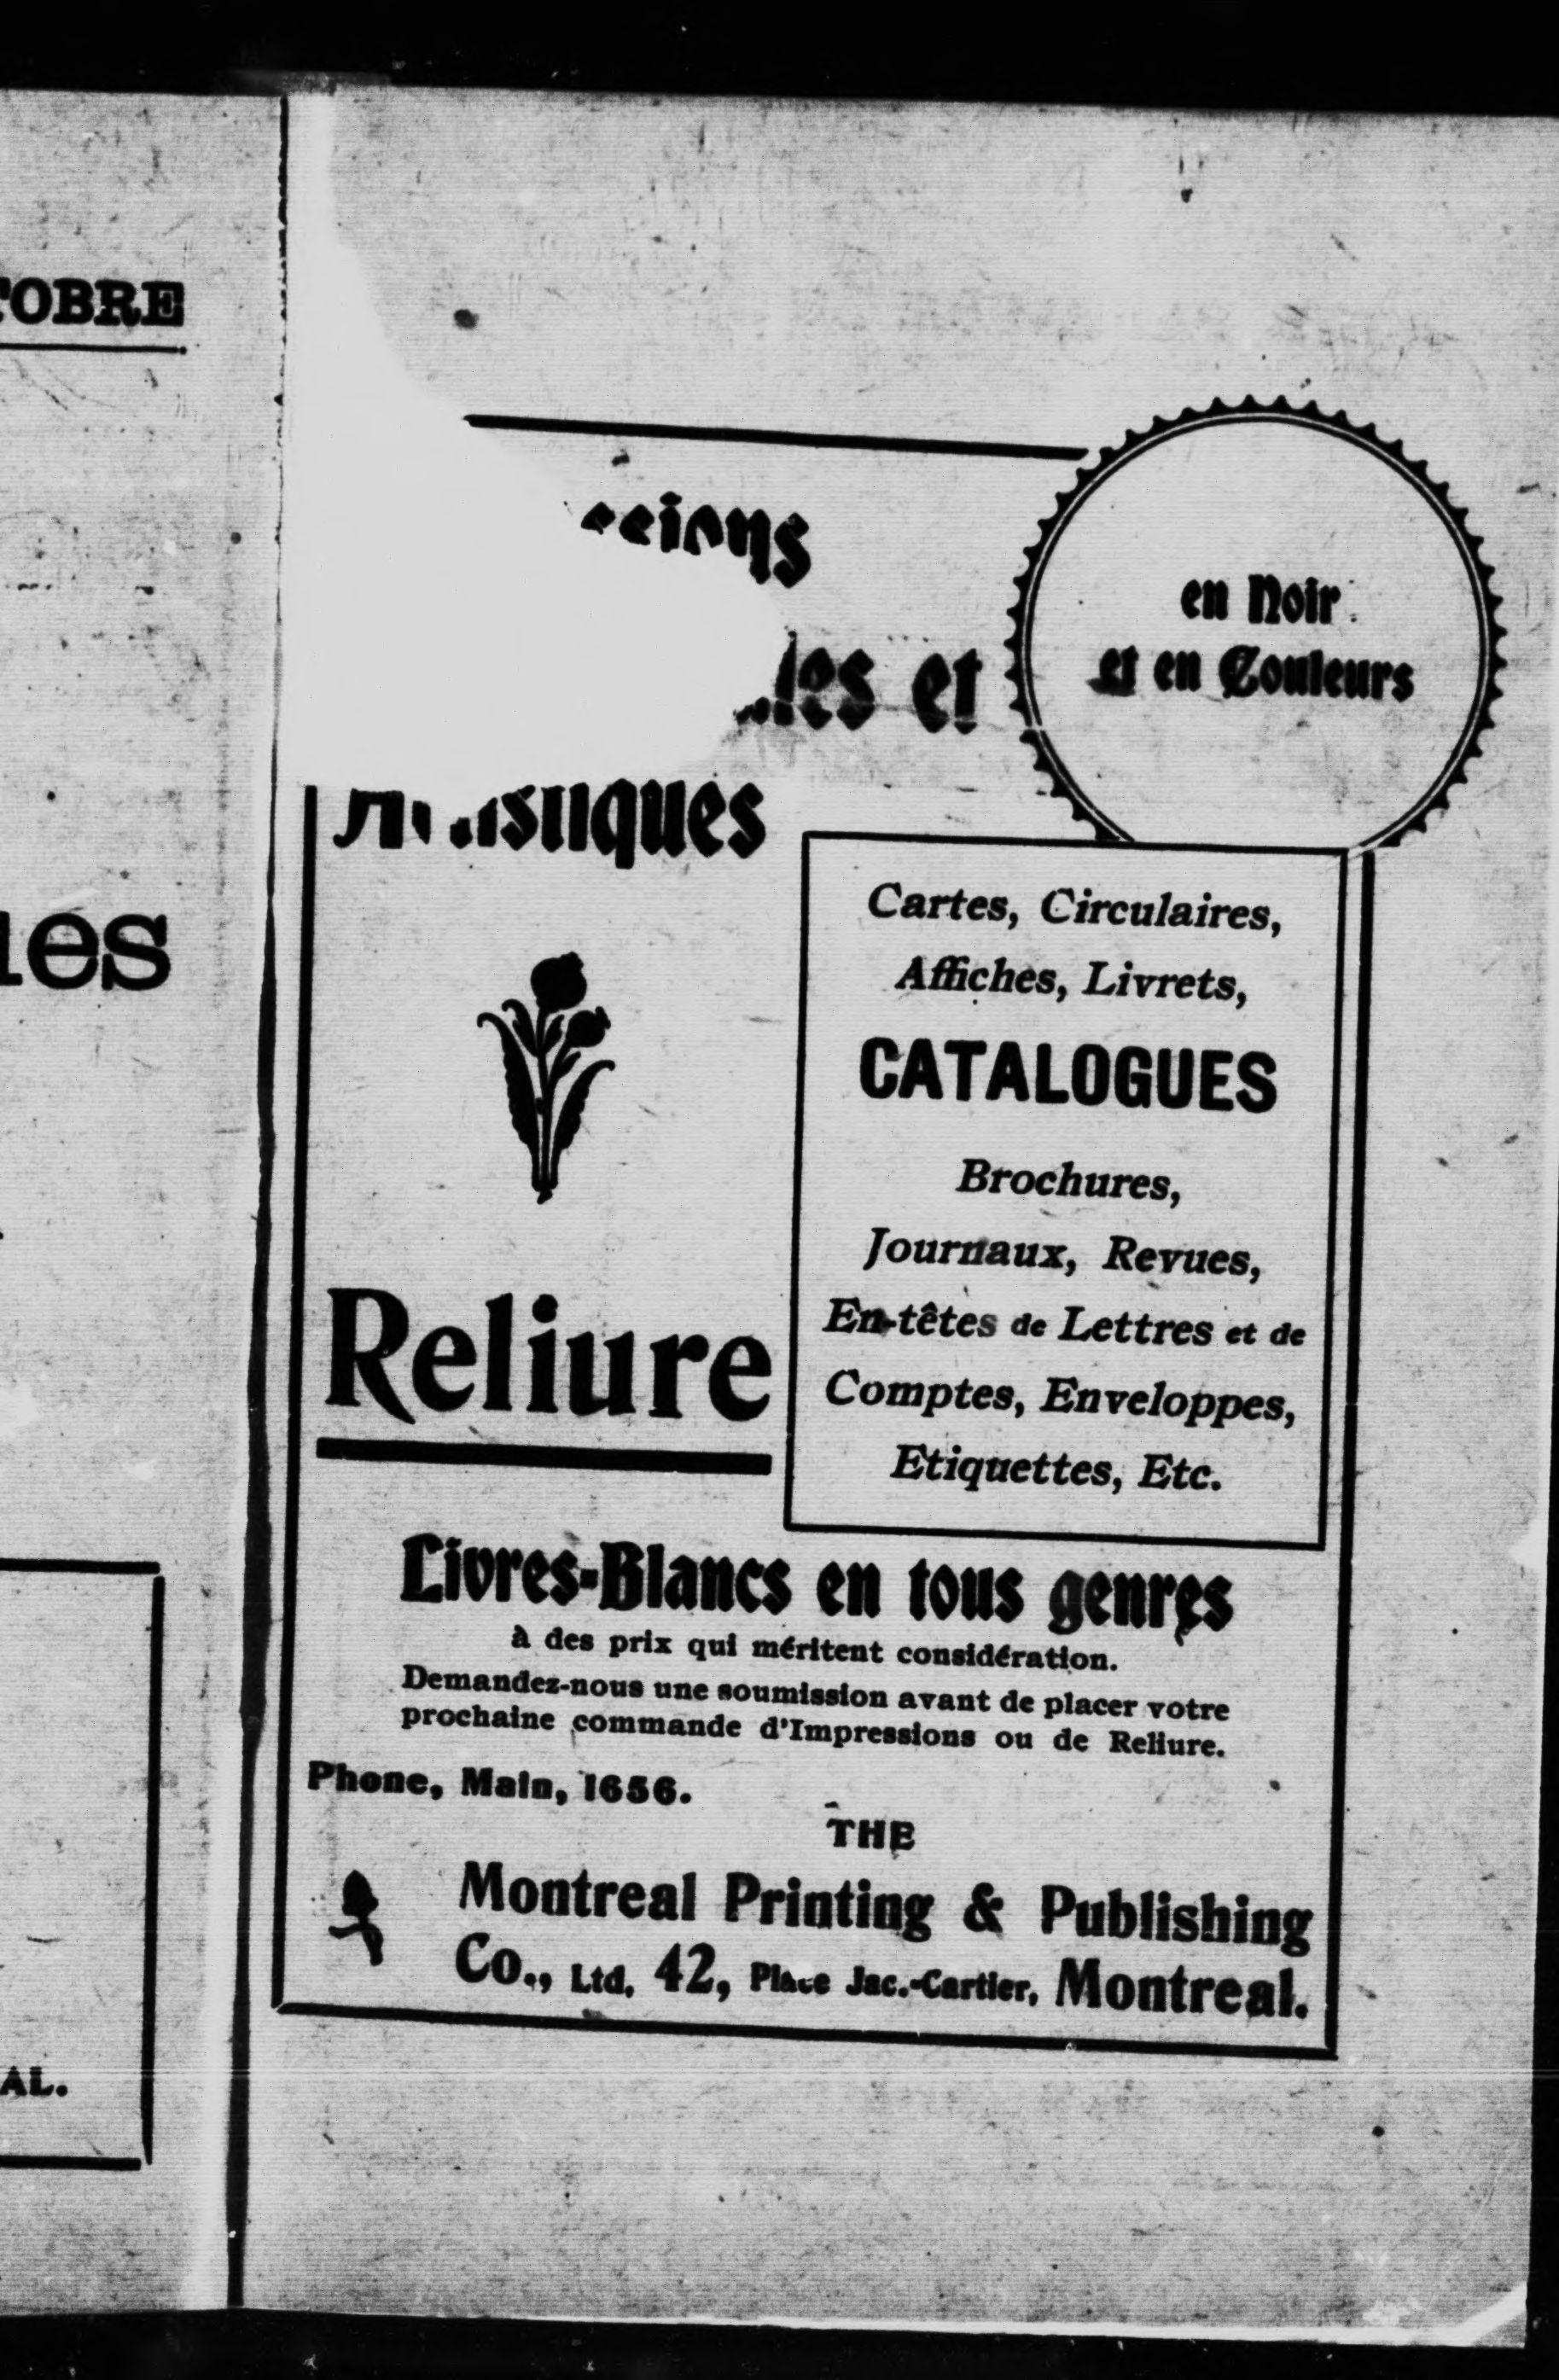 TOBRE
ues
AL.
et
en Noir
et en Couleurs
Cartes, Circulaires,
Affiches, Livrets,
CATALOGUES
Brochures,
Journaux, Revues,
En-têtes de Lettres et de
Comptes, Enveloppes,
Etiquettes, Etc.
Reliure
Livres-Blancs en tous genres
à des prix qui méritent considération.
Demandez-nous une soumission avant de placer votre
prochaine commande d'Impressions ou de Reliure.
Phone, Main, 1656.
THE
Montreal Printing & Publishing
Co., Ltd, 42, Place Jac.-Cartier, Montreal.